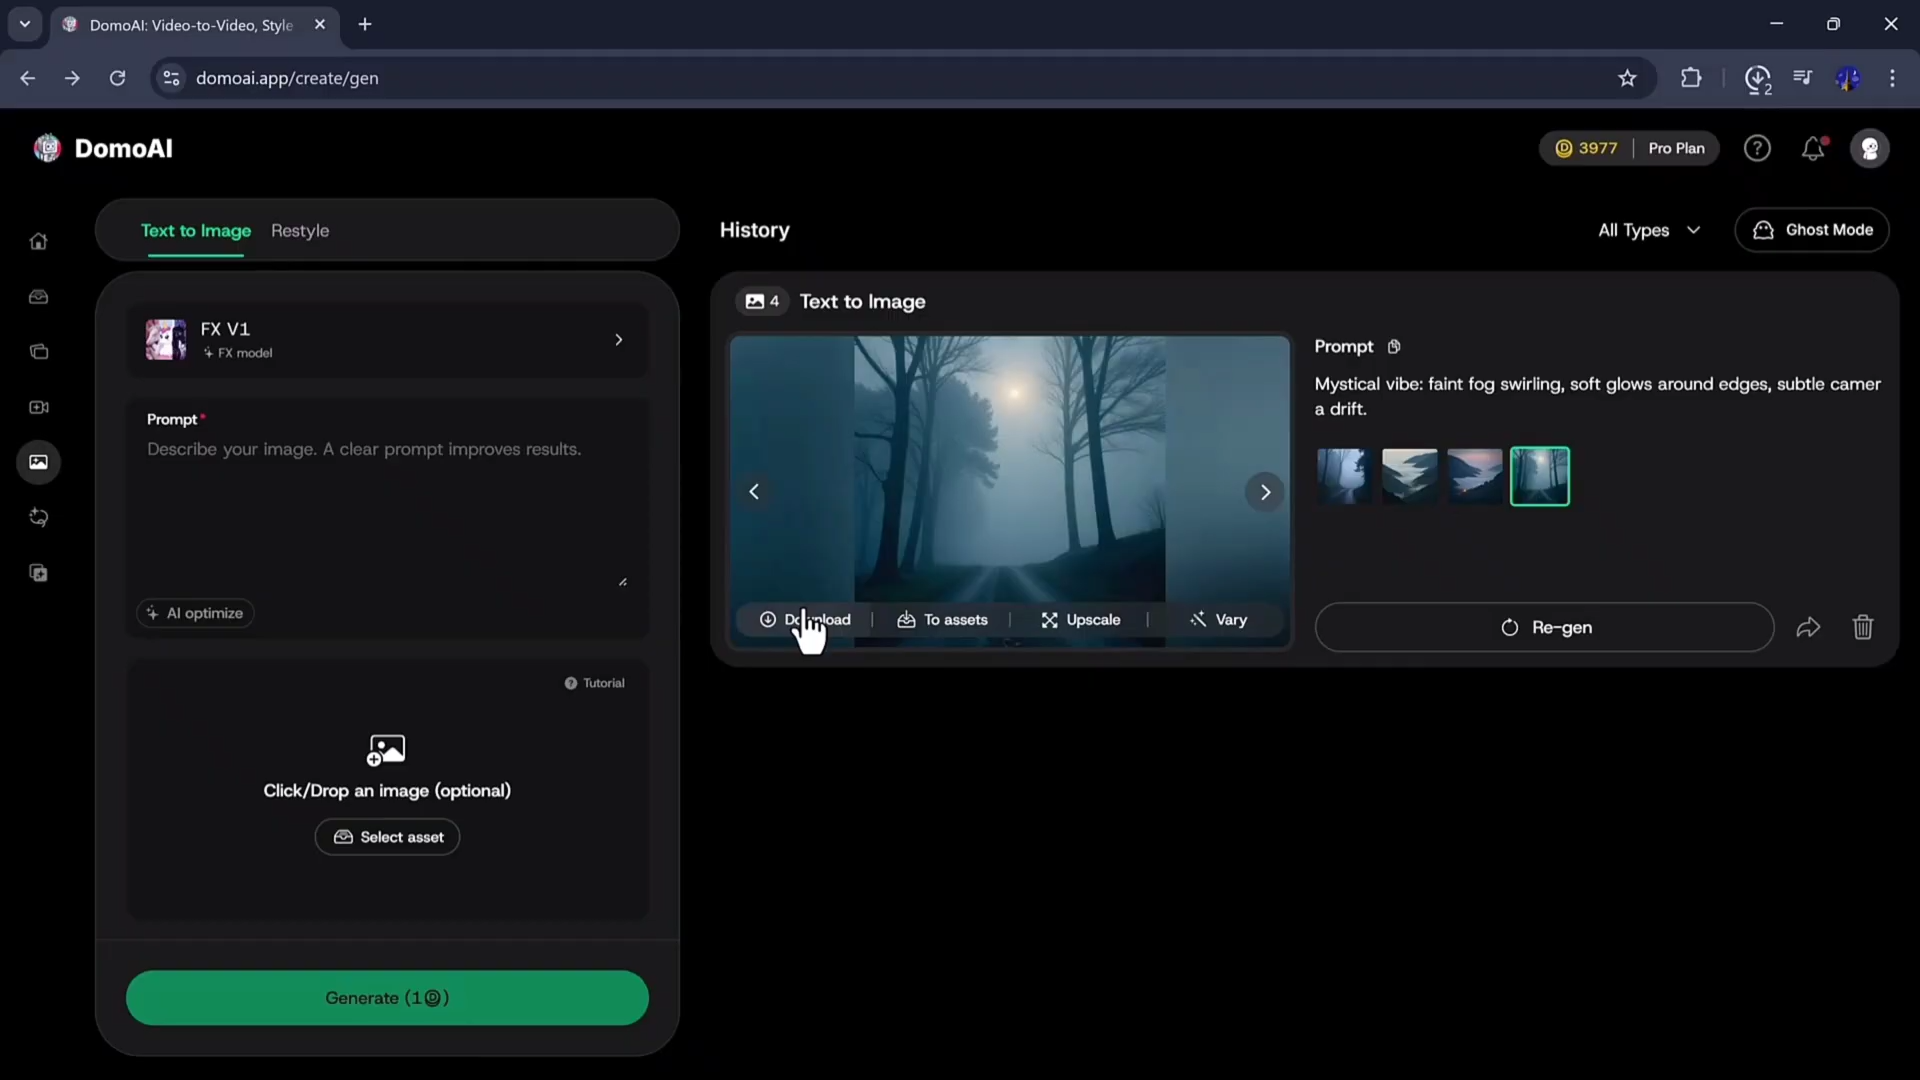 DomoAI: Video-to-Video, Style
domoai.app/create/gen
2
DomoAI
3977
Pro Plan
Text to Image
Restyle
History
All Types
Ghost Mode
FX V1
FX model
Prompt*
Describe your image. A clear prompt improves results.
AI optimize
Tutorial
Click/Drop an image (optional)
Select asset
Generate (1
)
4
Text to Image
Download
To assets
Upscale
Vary
Prompt
Mystical vibe: faint fog swirling, soft glows around edges, subtle camer
a drift.
Re-gen